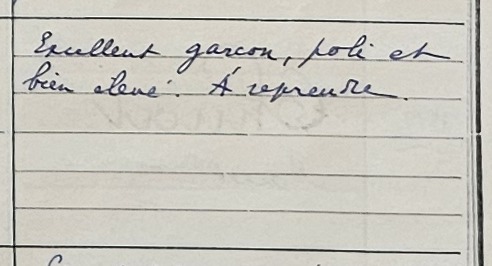 Excellent garcon, poli et
bien élevé. À reprendre.